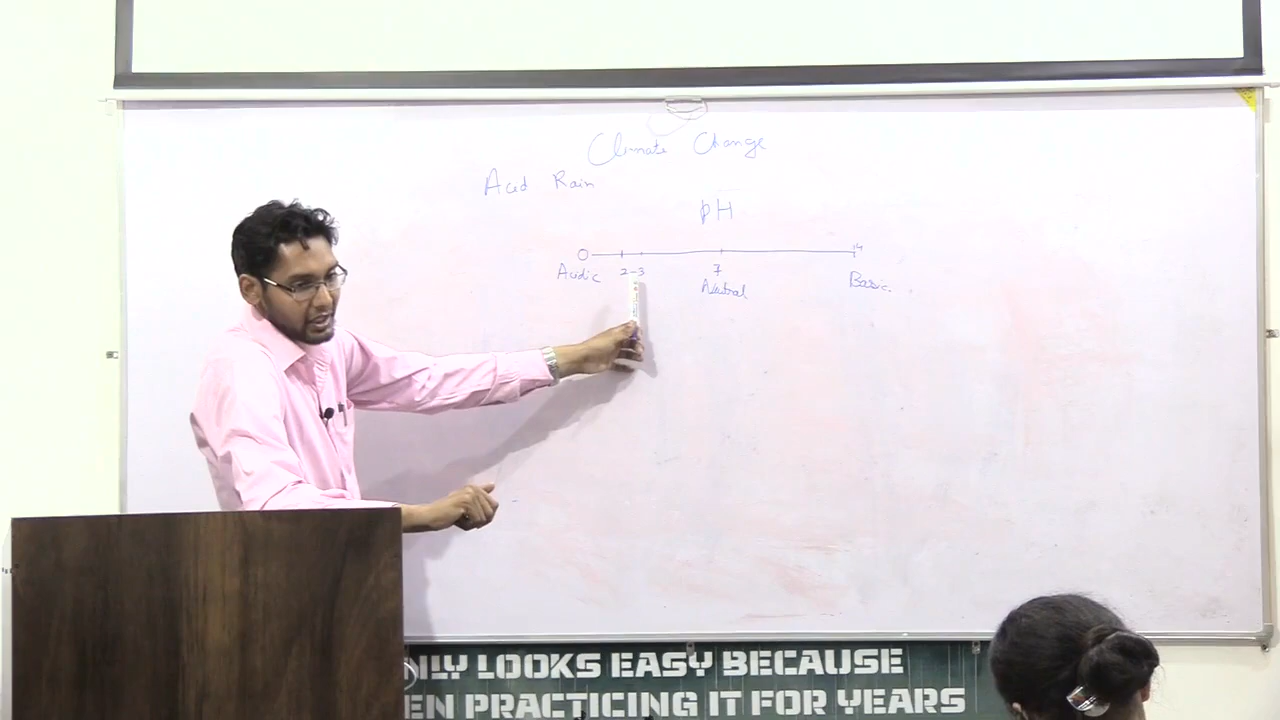 Climate Change
Acid Rain
pH
0 14
Acidic 2-3 7 Basic.
Neutral
NLY LOOKS EASY BECAUSE
EN PRACTICING IT FOR YEARS